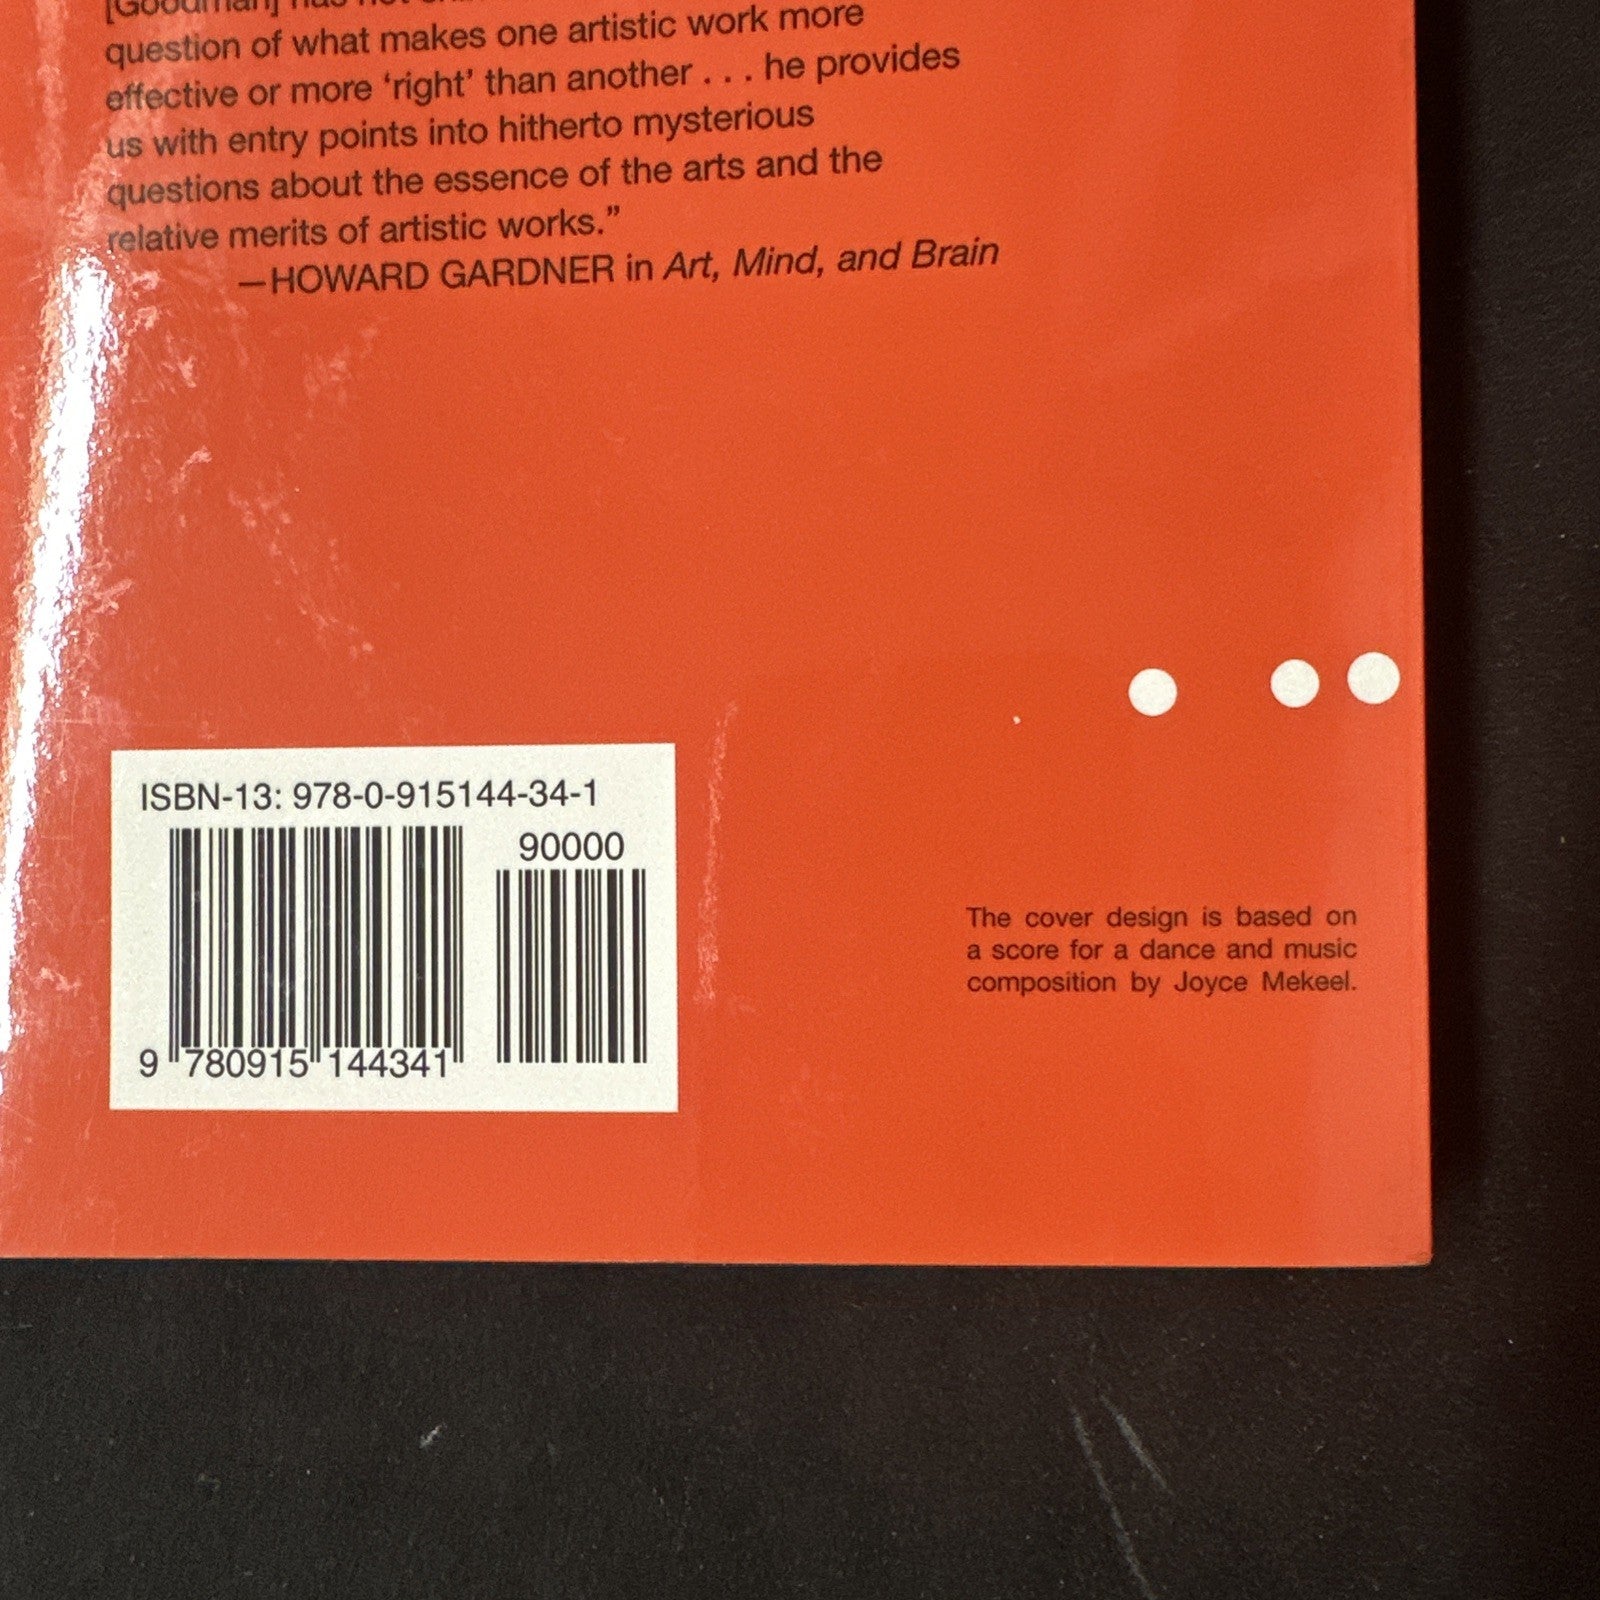 [Goodman] has not
question of what makes one artistic work more
effective or more ‘right’ than another . . . he provides
us with entry points into hitherto mysterious
questions about the essence of the arts and the
relative merits of artistic works.”
—HOWARD GARDNER in Art, Mind, and Brain
ISBN-13: 978-0-915144-34-1
90000
9 780915 144341
The cover design is based on
a score for a dance and music
composition by Joyce Mekeel.